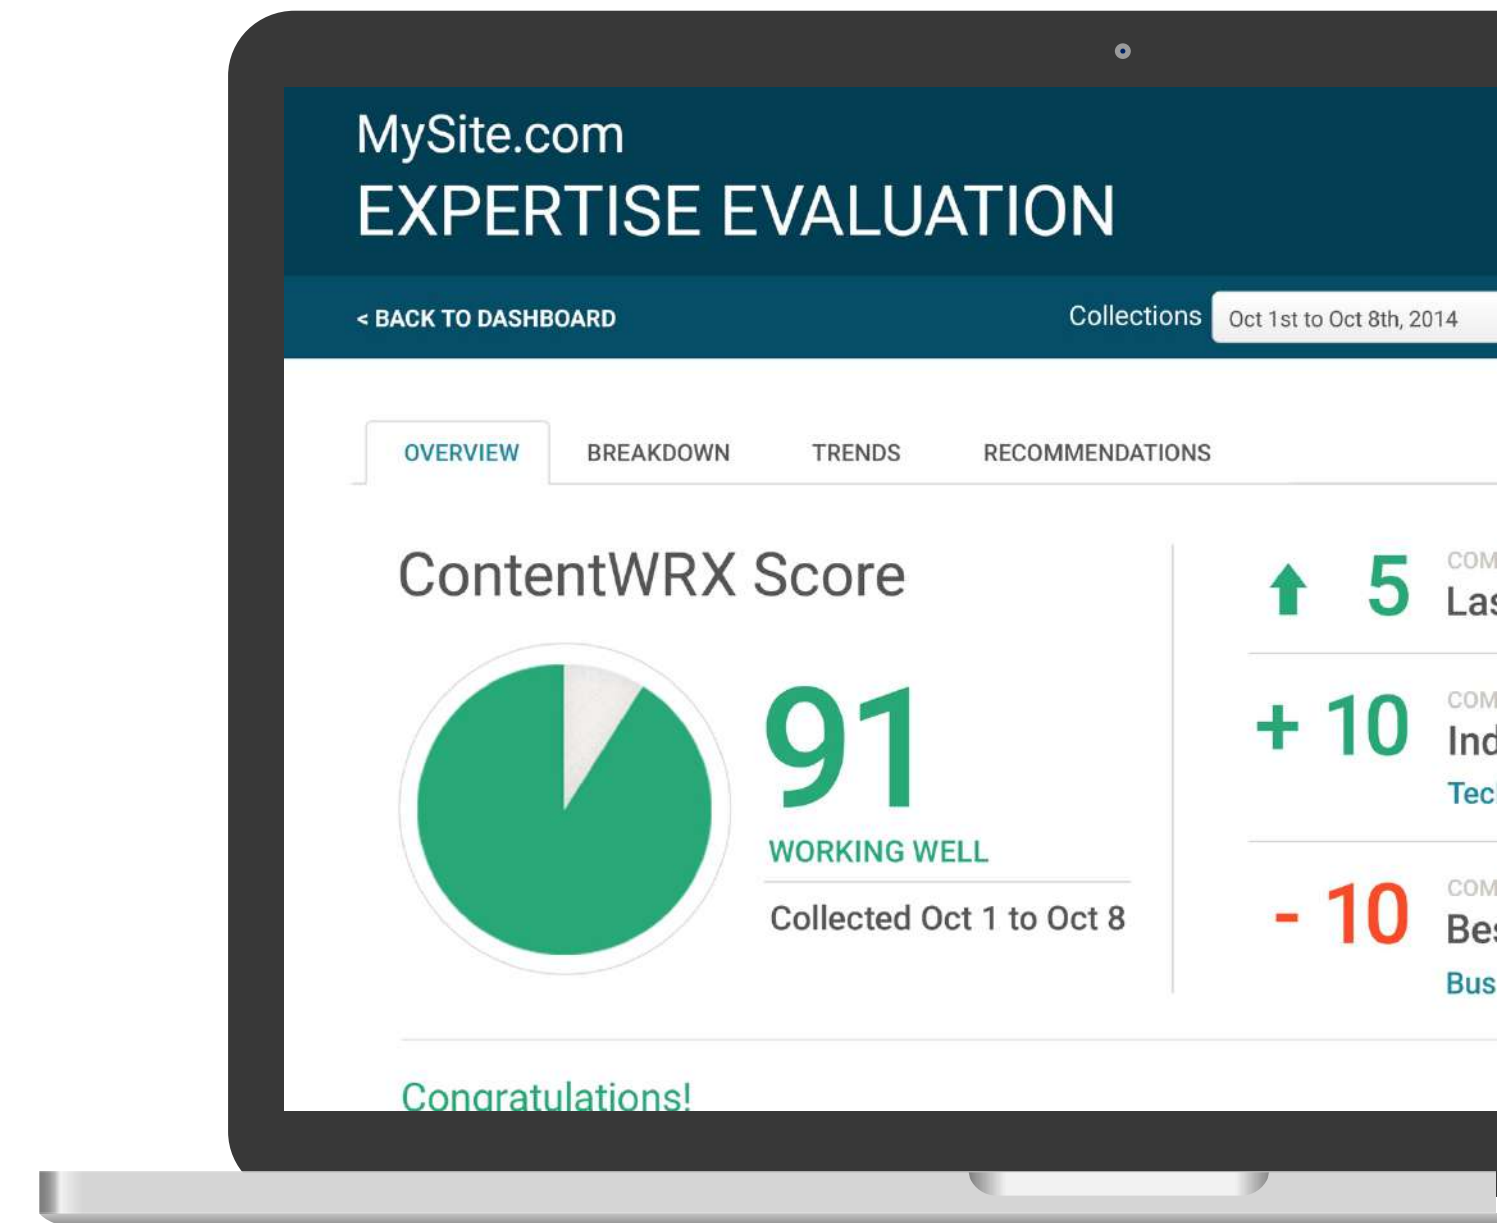 MySite.com
EXPERTISE EVALUATION
< BACK TO DASHBOARD
Collections
Oct 1st to Oct 8th, 2014
OVERVIEW
BREAKDOWN
TRENDS
RECOMMENDATIONS
ContentWRX Score
91
WORKING WELL
Collected Oct 1 to Oct 8
5
+ 10
- 10
Congratulations!